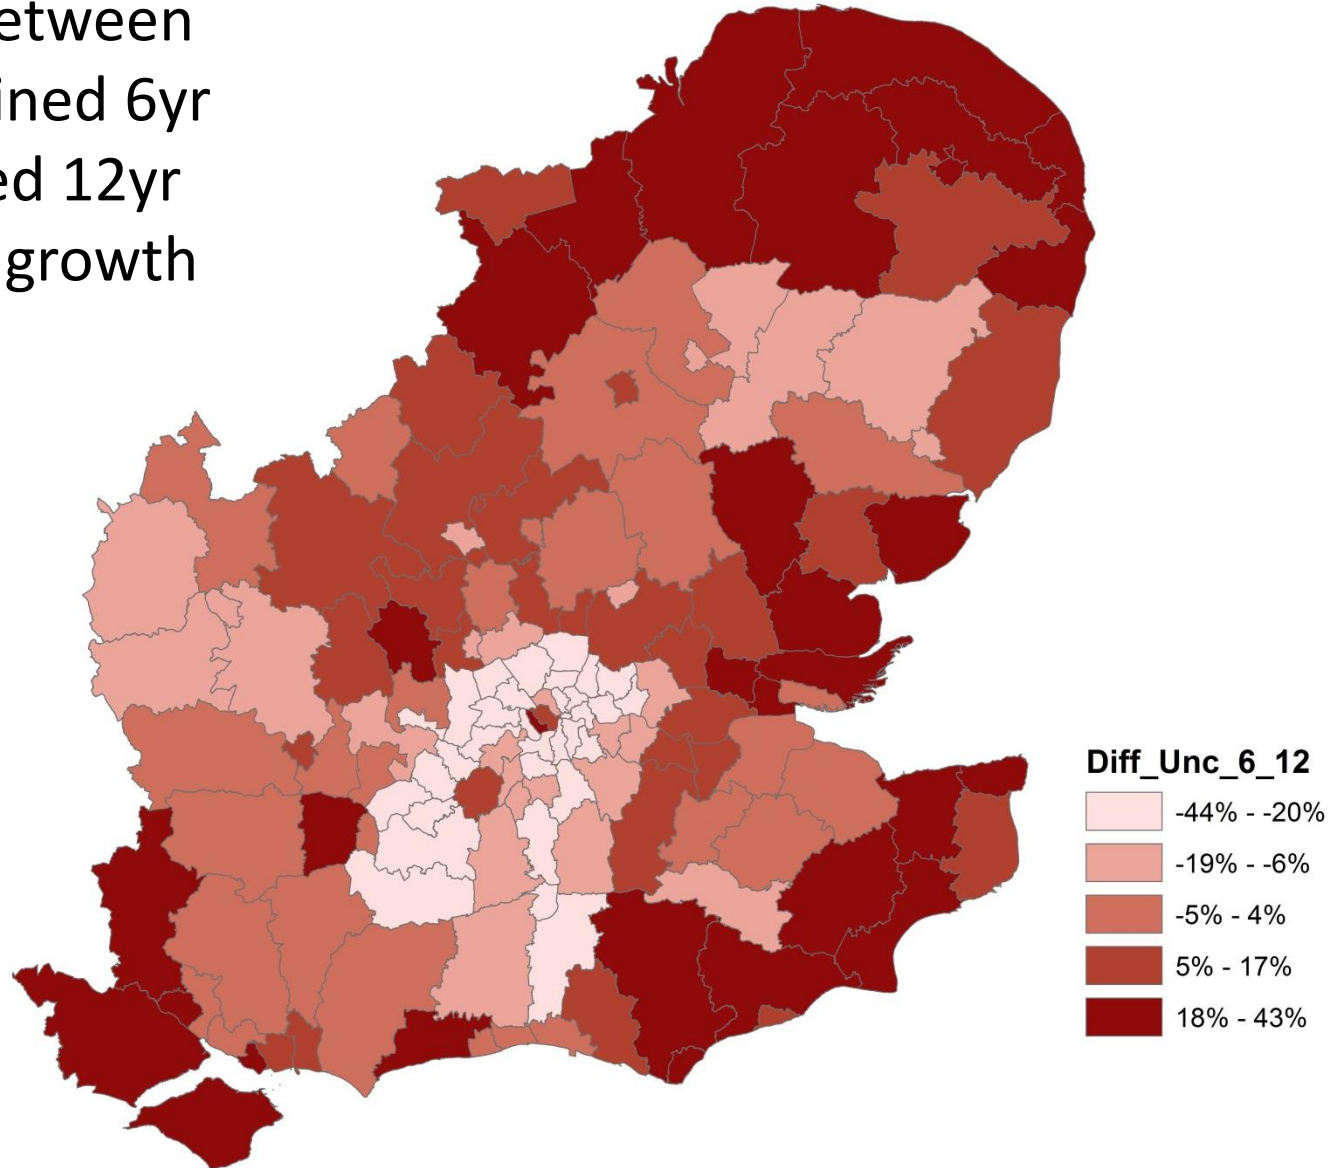 etween
ined 6yr
ed 12yr
growth
Diff_Unc_6_12
-44% - -20%
-19% - -6%
-5% - 4%
5% - 17%
18% - 43%